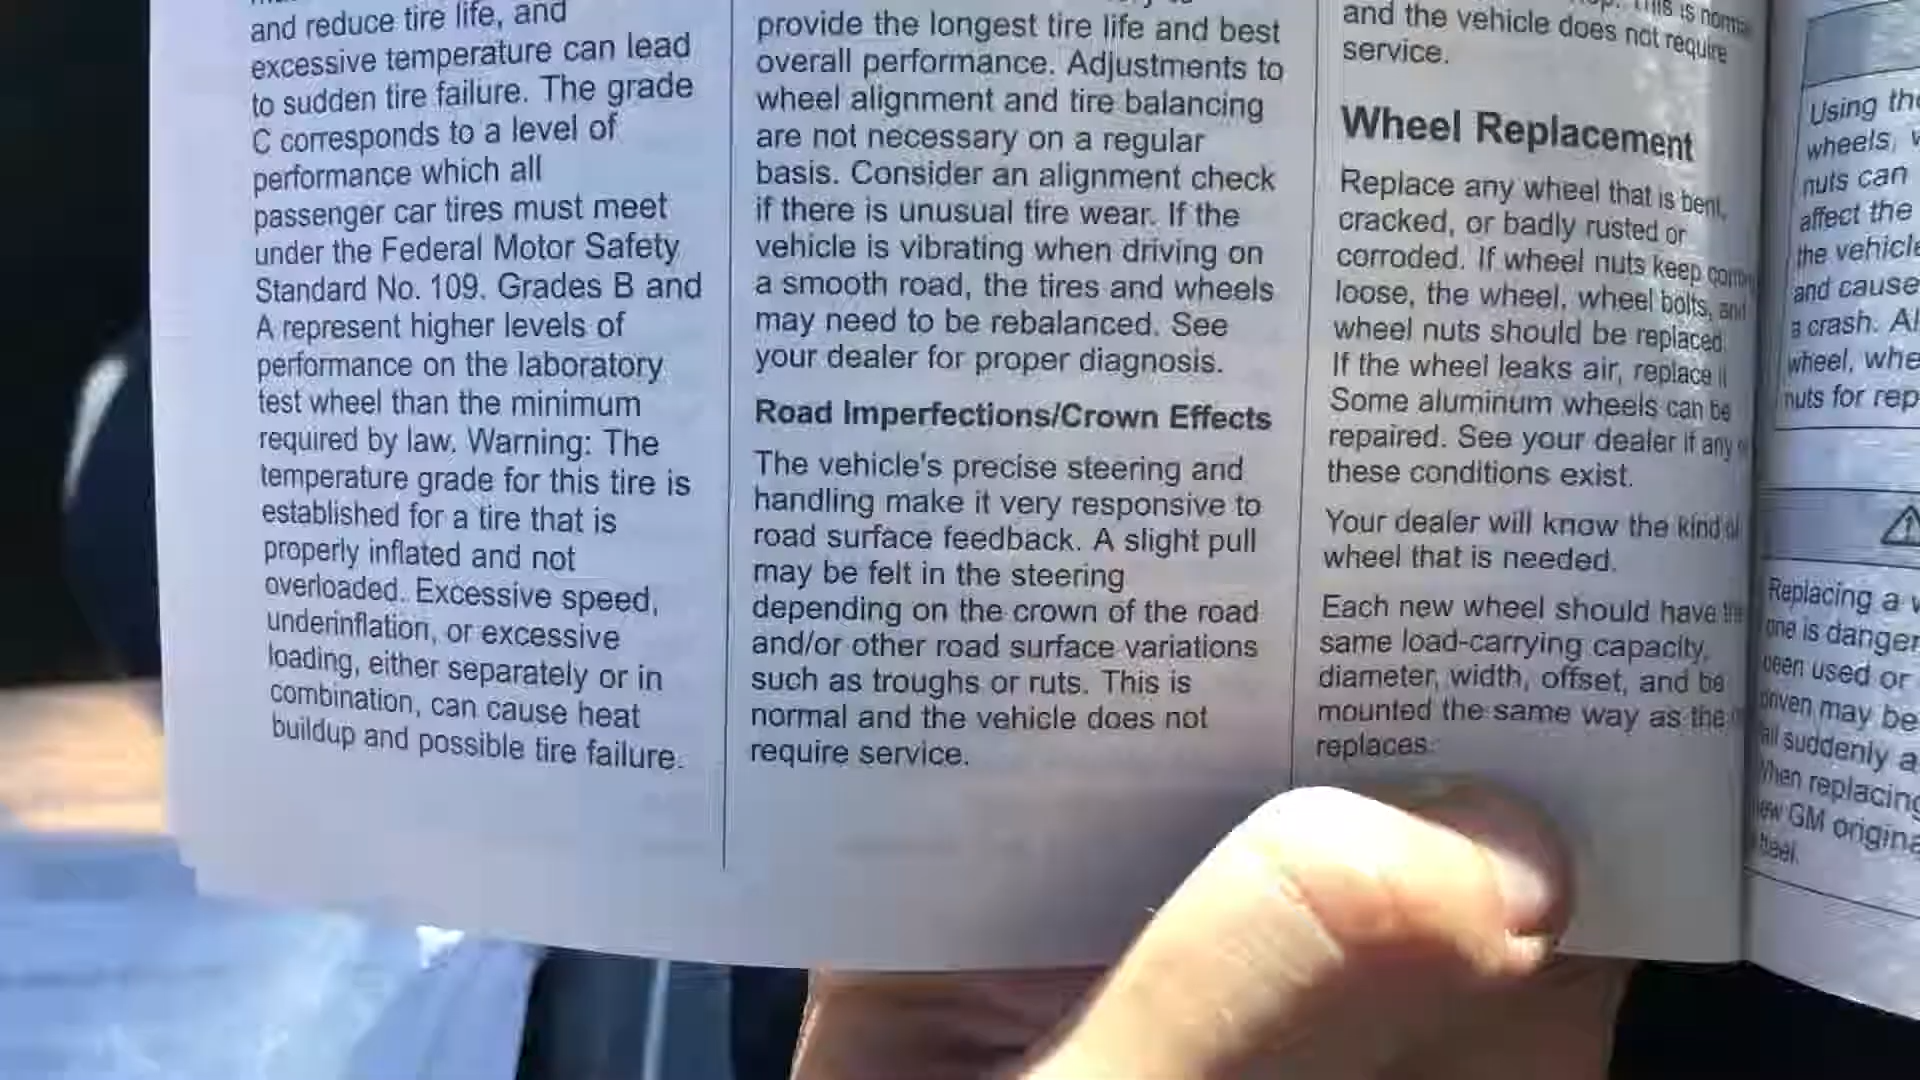 and reduce tire life, and
excessive temperature can lead
to sudden tire failure. The grade
C corresponds to a level of
performance which all
passenger car tires must meet
under the Federal Motor Safety
Standard No. 109. Grades B and
A represent higher levels of
performance on the laboratory
test wheel than the minimum
required by law. Warning: The
temperature grade for this tire is
established for a tire that is
properly inflated and not
overloaded. Excessive speed,
underinflation, or excessive
loading, either separately or in
combination, can cause heat
buildup and possible tire failure.
provide the longest tire life and best
overall performance. Adjustments to
wheel alignment and tire balancing
are not necessary on a regular
basis. Consider an alignment check
if there is unusual tire wear. If the
vehicle is vibrating when driving on
a smooth road, the tires and wheels
may need to be rebalanced. See
your dealer for proper diagnosis.
Road Imperfections/Crown Effects
The vehicle's precise steering and
handling make it very responsive to
road surface feedback. A slight pull
may be felt in the steering
depending on the crown of the road
and/or other road surface variations
such as troughs or ruts. This is
normal and the vehicle does not
require service.
This is
and the vehicle does not require
service.
Wheel Replacement
Replace any wheel that is bent,
cracked, or badly rusted or
corroded. If wheel nuts keep
loose, the wheel, wheel bolts, and
wheel nuts should be replaced.
If the wheel leaks air, replace
Some aluminum wheels can be
repaired. See your dealer if any
these conditions exist.
Your dealer will know the kind
wheel that is needed.
Each new wheel should have
same load-carrying capacity,
diameter, width, offset, and be
mounted the same way as the
replaces.
Using
wheels,
nuts can
affect the
the
and cause
a crash.
wheel,
nuts for
Replacing a
one is
been used or
driven may be
suddenly
When replacing
GM